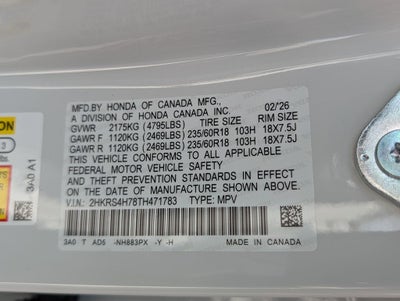 MFD.BY HONDA OF CANADA MFG., 02/26
A DIVISION OF HONDA CANADA INC.
GVWR 2175KG (4795LBS) TIRE SIZE RIM SIZE
GAWR F 1120KG (2469LBS) 235/60R18 103H 18X7.5J
GAWR R 1120KG (2469LBS) 235/60R18 103H 18X7.5J
THIS VEHICLE CONFORMS TO ALL APPLICABLE
FEDERAL MOTOR VEHICLE SAFETY, BUMPER,
AND THEFT PREVENTION STANDARDS IN EFFECT
ON THE DATE OF MANUFACTURE SHOWN ABOVE.
V.I.N: 2HKRS4H78TH471783 TYPE: MPV
3A0 T AD5 -NH883PX -Y -H MADE IN CANADA
3A0 A1